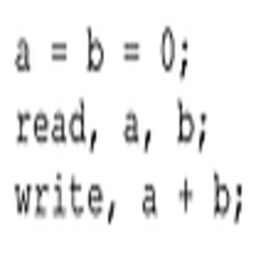 a = b = 0;
read, a, b;
write, a + b;